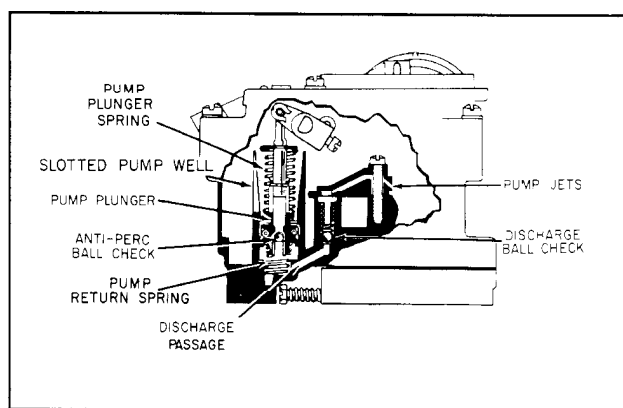 PUMP
PLUNGER
SPRING
SLOTTED PUMP WELL
PUMP PLUNGER
ANTI-PERC
BALL CHECK
PUMP
RETURN SPRING
DISCHARGE
PASSAGE
PUMP JETS
DISCHARGE
BALL CHECK